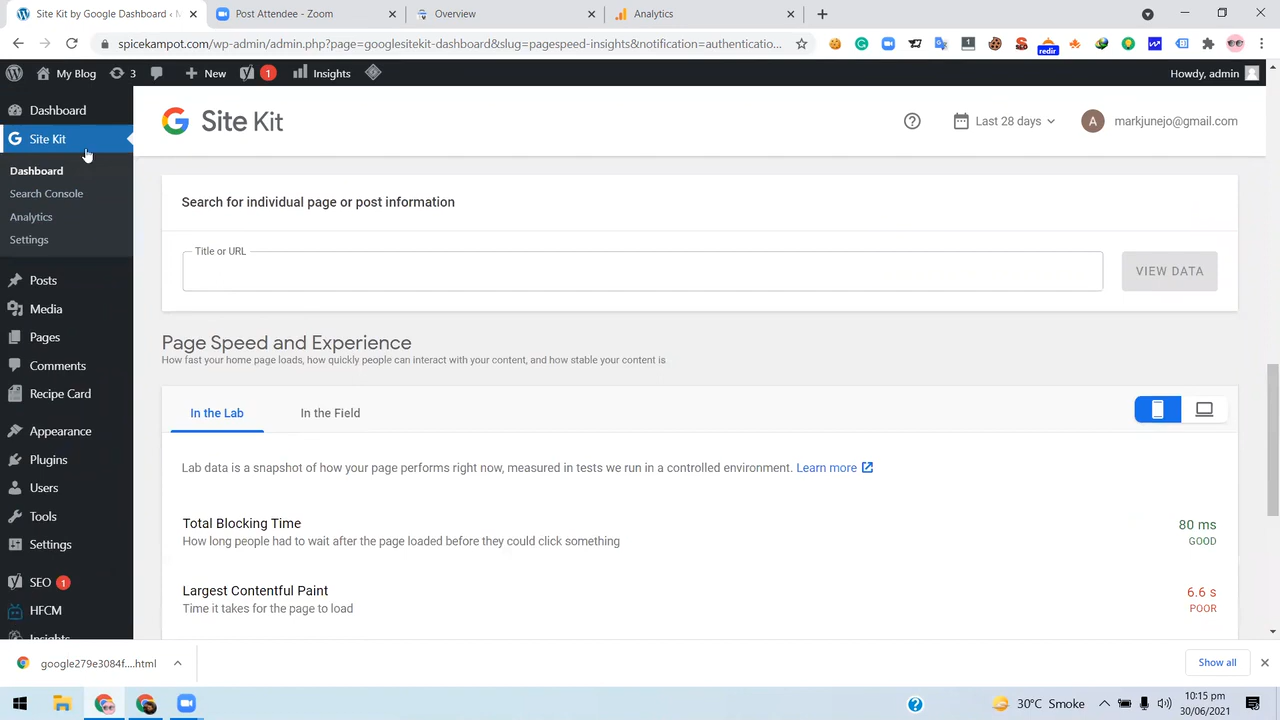 Site Kit by Google Dashboard ‹ M
Post Attendee - Zoom
Overview
Analytics
spicekampot.com/wp-admin/admin.php?page=googlesitekit-dashboard&slug=pagespeed-insights&notification=authenticatio...
redir
My Blog
3
New
1
Insights
Howdy, admin
Dashboard
Site Kit
Dashboard
Search Console
Analytics
Settings
Posts
Media
Pages
Comments
Recipe Card
Appearance
Plugins
Users
Tools
Settings
SEO 1
HFCM
Insights
Site Kit
Last 28 days
A
markjunejo@gmail.com
Search for individual page or post information
Title or URL
VIEW DATA
Page Speed and Experience
How fast your home page loads, how quickly people can interact with your content, and how stable your content is
In the Lab
In the Field
Lab data is a snapshot of how your page performs right now, measured in tests we run in a controlled environment. Learn more
Total Blocking Time
80 ms
How long people had to wait after the page loaded before they could click something
GOOD
Largest Contentful Paint
6.6 s
Time it takes for the page to load
POOR
google279e3084f....html
Show all
30°C Smoke
10:15 pm
30/06/2021